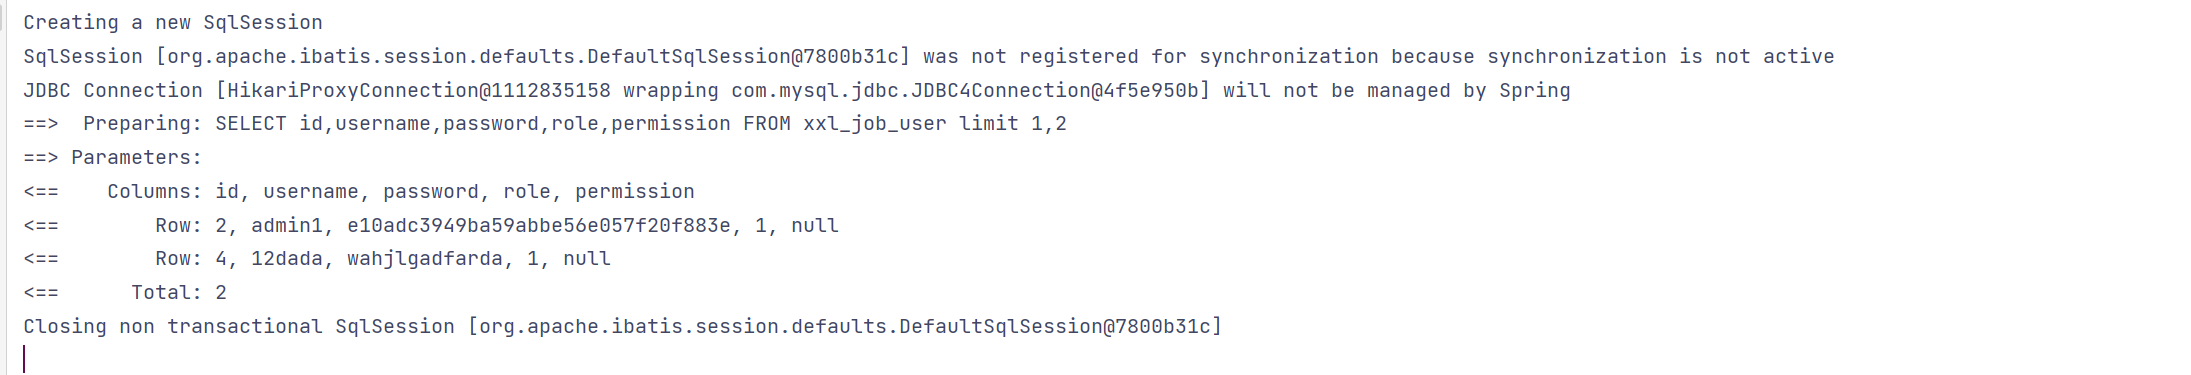 Creating a new SqlSession
SqlSession [org.apache.ibatis.session.defaults.DefaultSqlSession@7800b31c] was not registered for synchronization because synchronization is not active
JDBC Connection [HikariProxyConnection@1112835158 wrapping com.mysql.jdbc.JDBC4Connection@4f5e950b] will not be managed by Spring
==>  Preparing: SELECT id,username,password,role,permission FROM xxl_job_user limit 1,2
==> Parameters:
<==    Columns: id, username, password, role, permission
<==        Row: 2, admin1, e10adc3949ba59abbe56e057f20f883e, 1, null
<==        Row: 4, 12dada, wahjlgadfarda, 1, null
<==      Total: 2
Closing non transactional SqlSession [org.apache.ibatis.session.defaults.DefaultSqlSession@7800b31c]